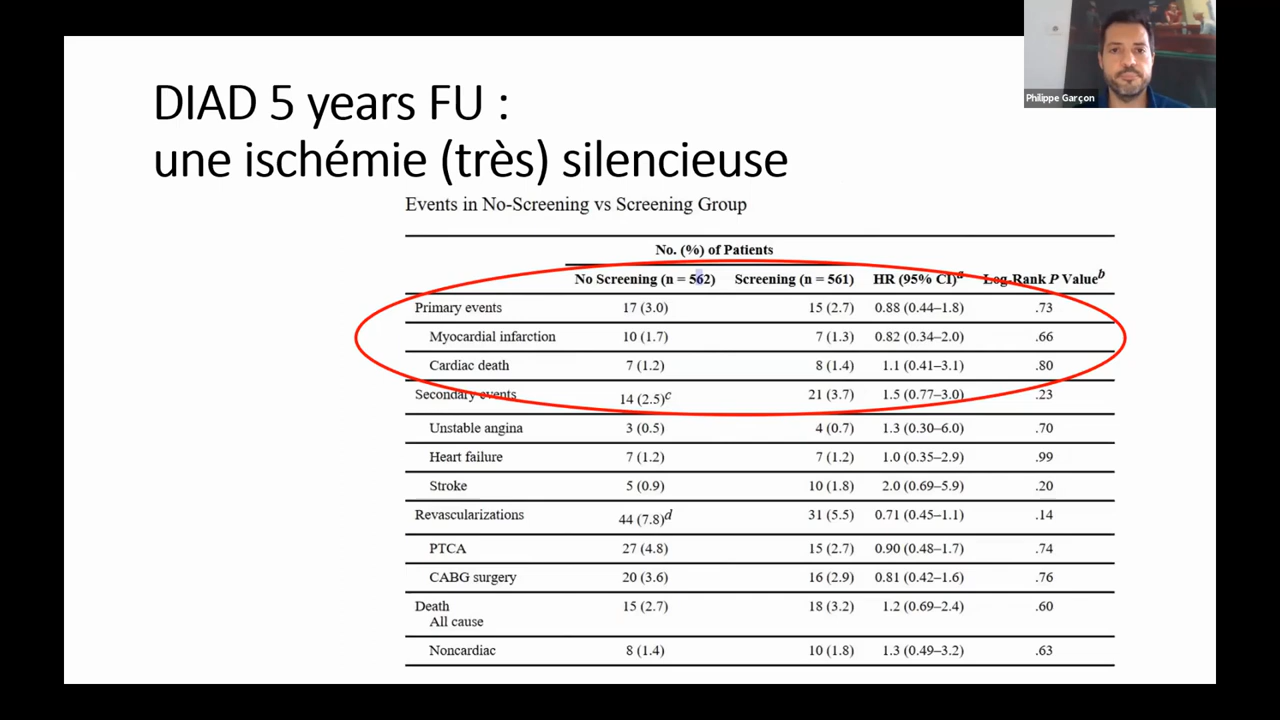 Philippe Garçon
DIAD 5 years FU :
une ischémie (très) silencieuse
Events in No-Screening vs Screening Group
No. (%) of Patients
No Screening (n = 562) Screening (n = 561) HR (95% CI)a Log-Rank P Valueb
Primary events 17 (3.0) 15 (2.7) 0.88 (0.44–1.8) .73
Myocardial infarction 10 (1.7) 7 (1.3) 0.82 (0.34–2.0) .66
Cardiac death 7 (1.2) 8 (1.4) 1.1 (0.41–3.1) .80
Secondary events 14 (2.5)c 21 (3.7) 1.5 (0.77–3.0) .23
Unstable angina 3 (0.5) 4 (0.7) 1.3 (0.30–6.0) .70
Heart failure 7 (1.2) 7 (1.2) 1.0 (0.35–2.9) .99
Stroke 5 (0.9) 10 (1.8) 2.0 (0.69–5.9) .20
Revascularizations 44 (7.8)d 31 (5.5) 0.71 (0.45–1.1) .14
PTCA 27 (4.8) 15 (2.7) 0.90 (0.48–1.7) .74
CABG surgery 20 (3.6) 16 (2.9) 0.81 (0.42–1.6) .76
Death 15 (2.7) 18 (3.2) 1.2 (0.69–2.4) .60
All cause
Noncardiac 8 (1.4) 10 (1.8) 1.3 (0.49–3.2) .63